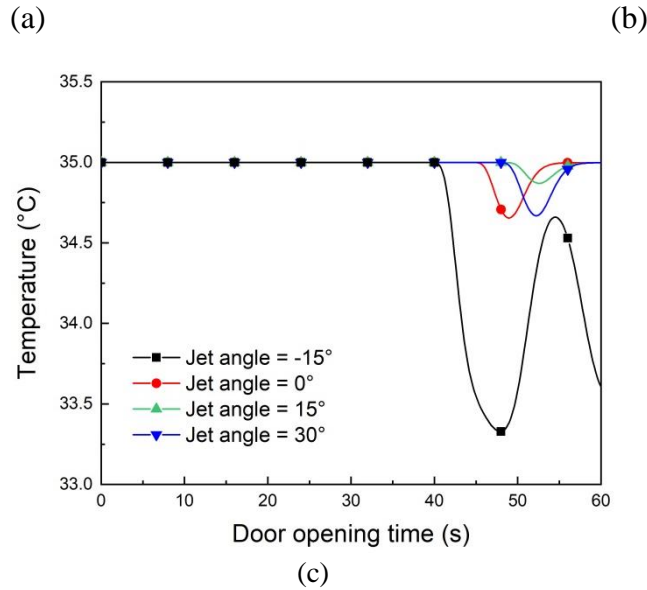 (a) (b)
35.5
35.0
34.5
34.0
33.5
33.0
Temperature (°C)
Jet angle = -15°
Jet angle = 0°
Jet angle = 15°
Jet angle = 30°
0 10 20 30 40 50 60
Door opening time (s)
(c)